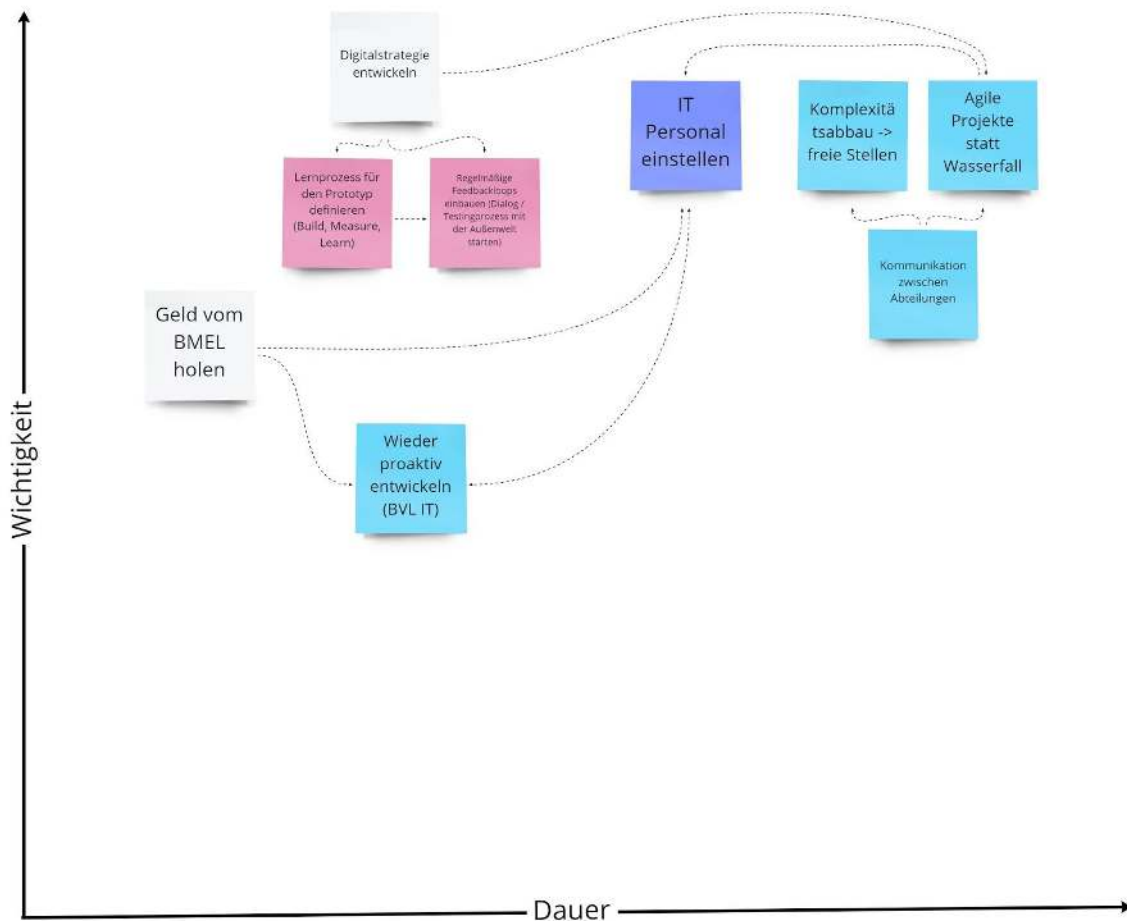 Digitalstrategie
entwickeln
IT
Personal
einstellen
Komplexitä
tsabbau ->
freie Stellen
Agile
Projekte
statt
Wasserfall
Lernprozess für
den Prototyp
definieren
(Build, Measure,
Learn)
Regelmäßige
Feedbackloops
einbauen (Dialog /
Testingprozess mit
der Außenwelt
starten)
Kommunikation
zwischen
Abteilungen
Geld vom
BMEL
holen
Wieder
proaktiv
entwickeln
(BVL IT)
Wichtigkeit
Dauer